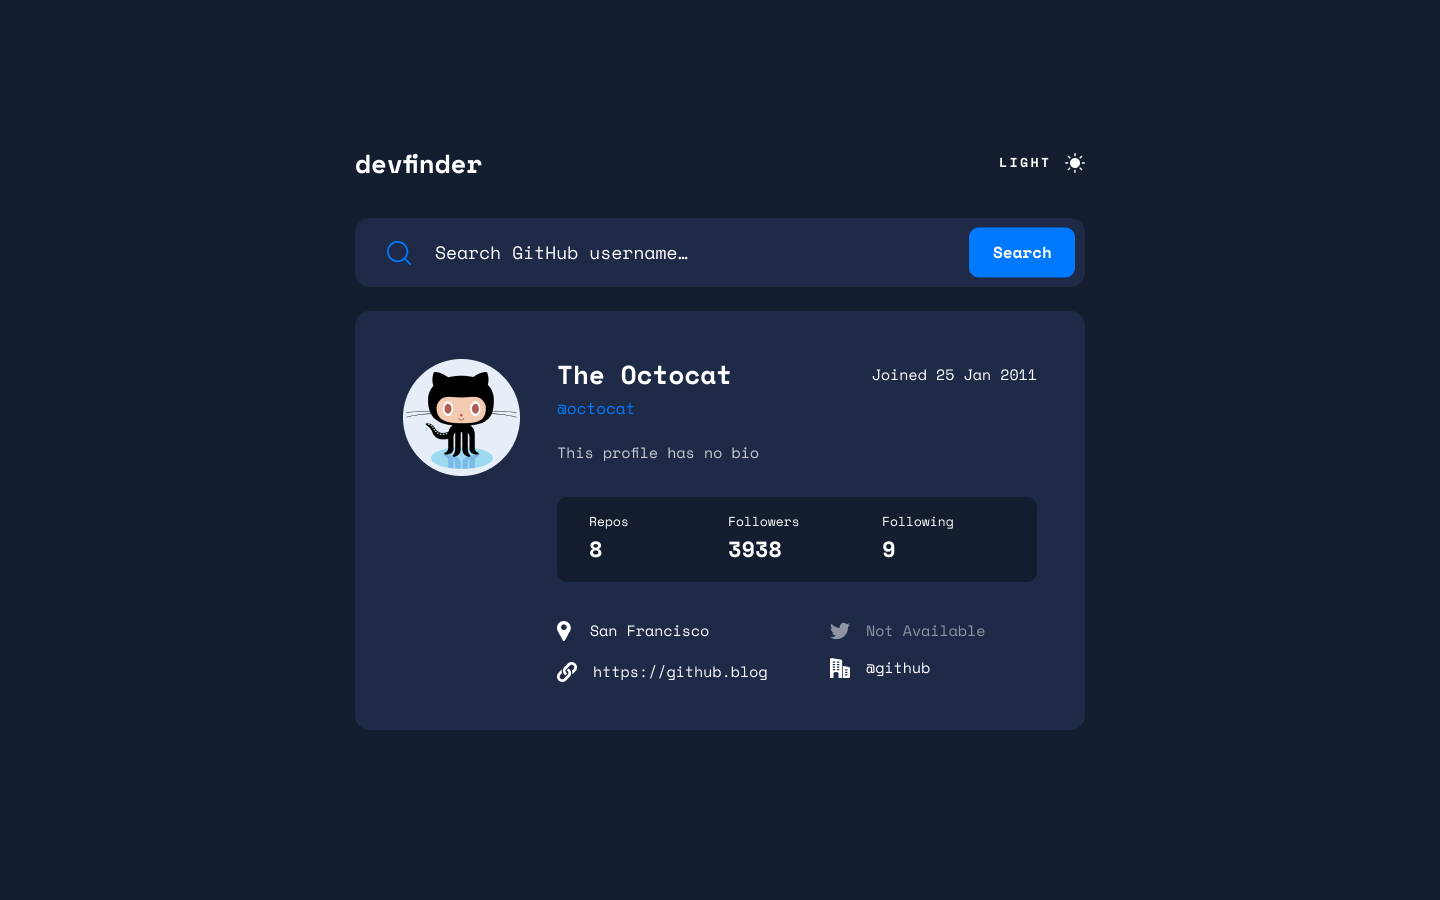 devfinder
LIGHT
Search GitHub username…
Search
The Octocat
Joined 25 Jan 2011
@octocat
This profile has no bio
Repos
Followers
Following
8
3938
9
San Francisco
Not Available
https://github.blog
@github